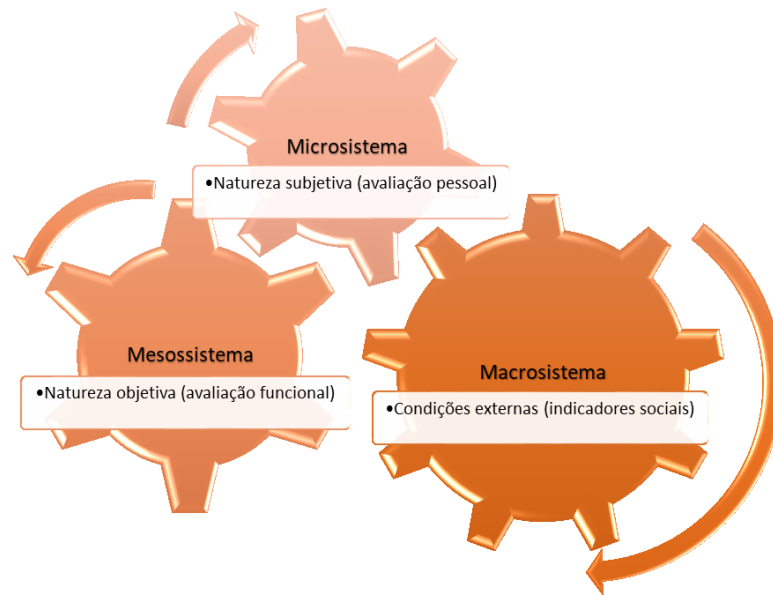 Microsistema
•Natureza subjetiva (avaliação pessoal)
Mesossistema
•Natureza objetiva (avaliação funcional)
Macrosistema
•Condições externas (indicadores sociais)